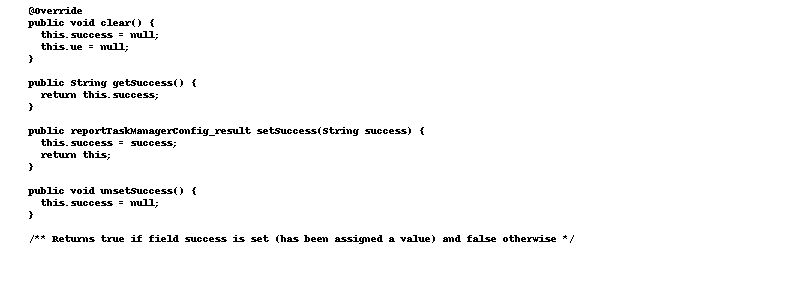 @Override
public void clear() {
  this.success = null;
  this.ue = null;
}

public String getSuccess() {
  return this.success;
}

public reportTaskManagerConfig_result setSuccess(String success) {
  this.success = success;
  return this;
}

public void unsetSuccess() {
  this.success = null;
}

/** Returns true if field success is set (has been assigned a value) and false otherwise */